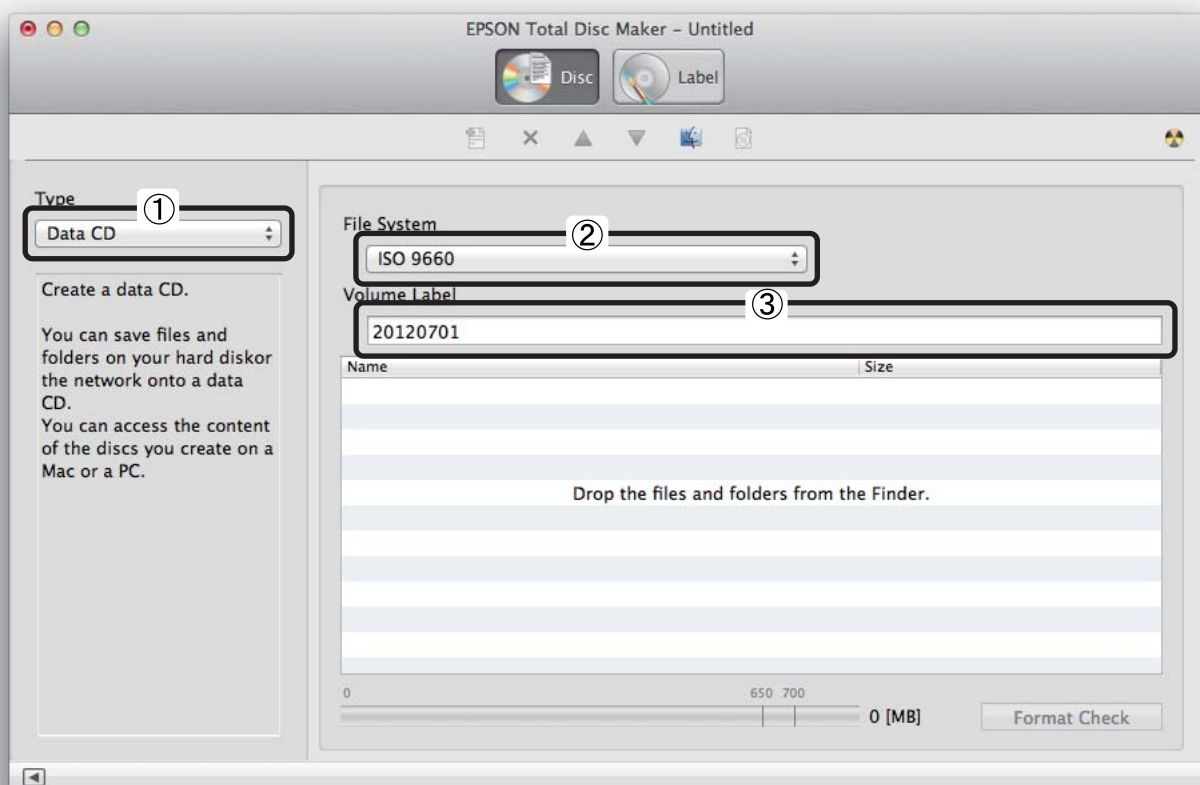 EPSON Total Disc Maker – Untitled
Disc
Label
Type
①
Data CD
Create a data CD.
You can save files and
folders on your hard diskor
the network onto a data
CD.
You can access the content
of the discs you create on a
Mac or a PC.
File System
②
ISO 9660
Volume Label
③
20120701
Name Size
Drop the files and folders from the Finder.
0 650 700
0 [MB]
Format Check